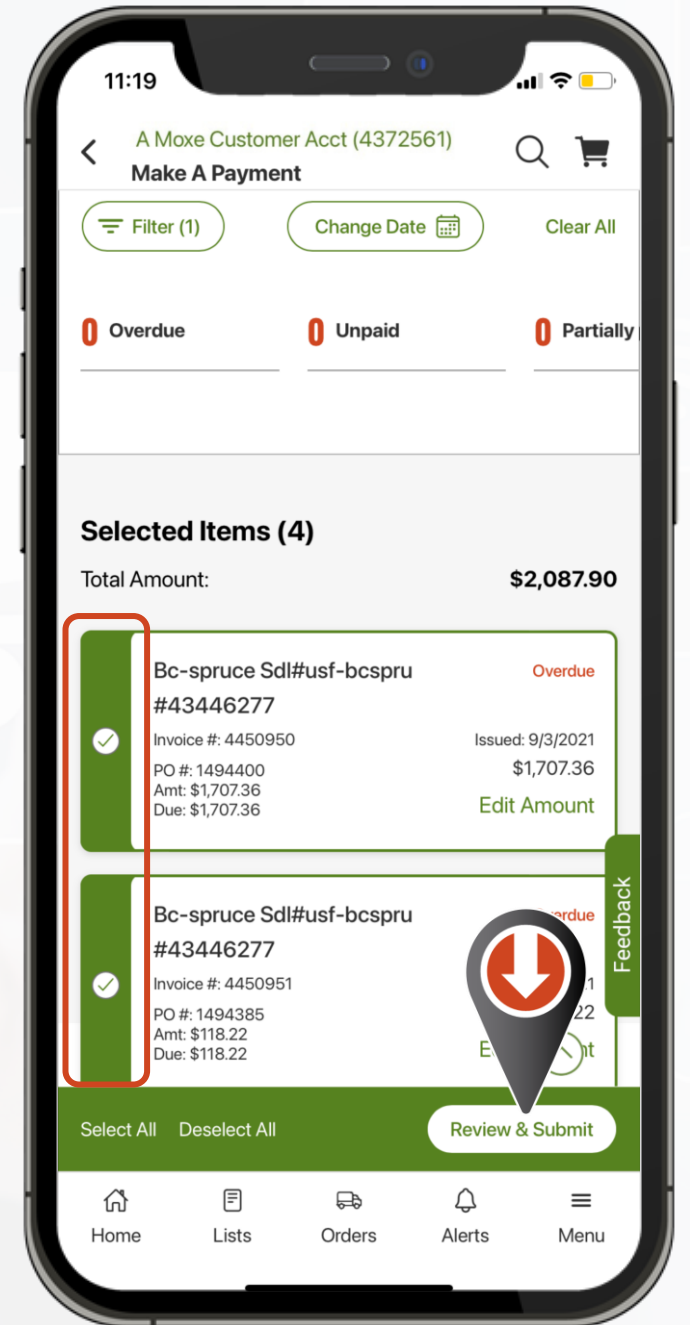 11:19
A Moxe Customer Acct (4372561)
Make A Payment
Filter (1) Change Date Clear All
0 Overdue 0 Unpaid 0 Partially
Selected Items (4)
Total Amount: $2,087.90
Bc-spruce Sdl#usf-bcspru Overdue
#43446277
Invoice #: 4450950 Issued: 9/3/2021
PO #: 1494400 $1,707.36
Amt: $1,707.36
Due: $1,707.36 Edit Amount
Feedback
Bc-spruce Sdl#usf-bcspru
#43446277
Invoice #: 4450951
PO #: 1494385
Amt: $118.22
Due: $118.22
Select All Deselect All Review & Submit
Home Lists Orders Alerts Menu